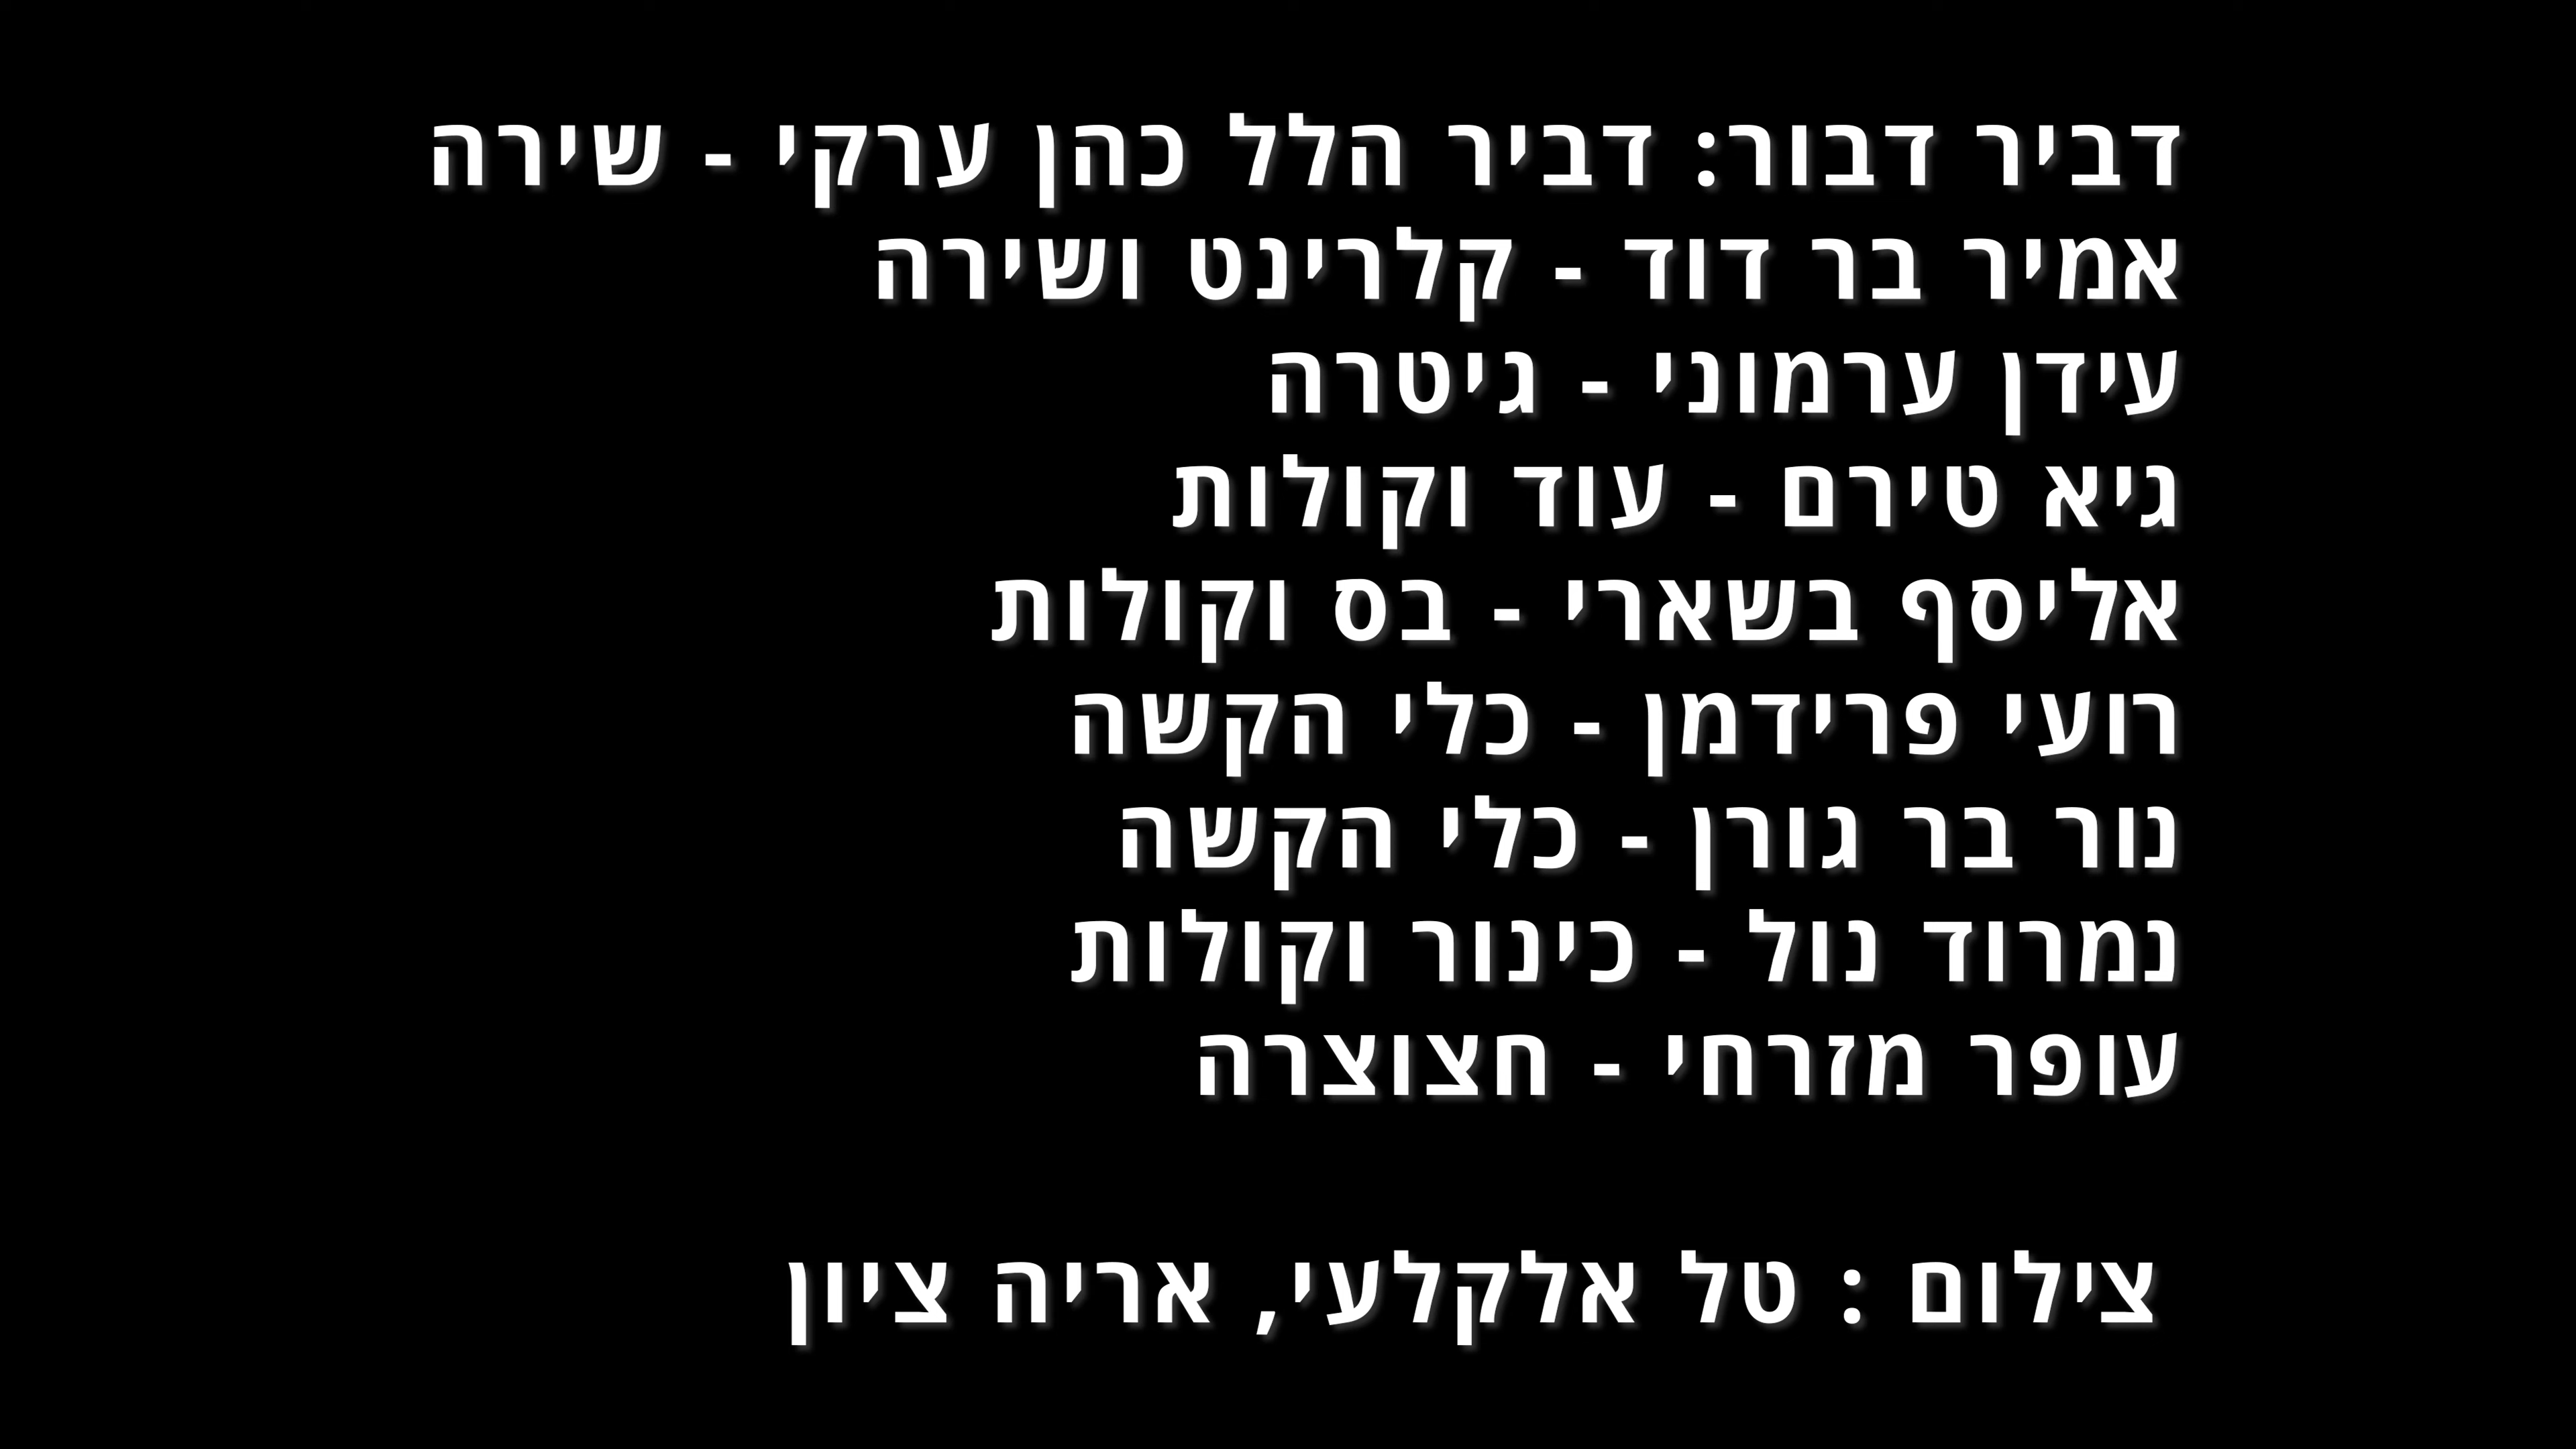 דביר דבור: דביר הלל כהן ערקי - שירה
אמיר בר דוד - קלרינט ושירה
עידן ערמוני - גיטרה
גיא טירם - עוד וקולות
אליסף בשארי - בס וקולות
רועי פרידמן - כלי הקשה
נור בר גורן - כלי הקשה
נמרוד נול - כינור וקולות
עופר מזרחי - חצוצרה
צילום : טל אלקלעי, אריה ציון